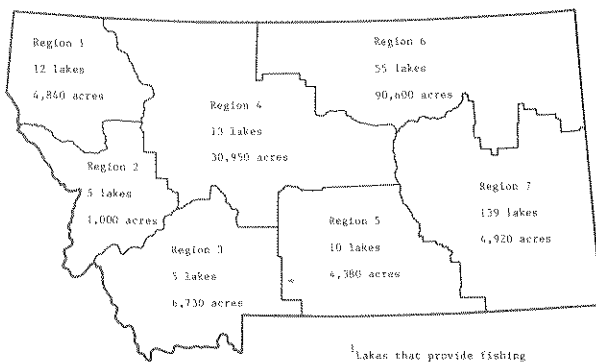 Region 1
12 lakes
4,840 acres
Region 6
55 lakes
90,600 acres
Region 4
13 lakes
30,950 acres
Region 2
5 lakes
1,000 acres
Region 7
139 lakes
4,920 acres
Region 5
10 lakes
4,380 acres
Region 3
5 lakes
6,730 acres
¹Lakes that provide fishing